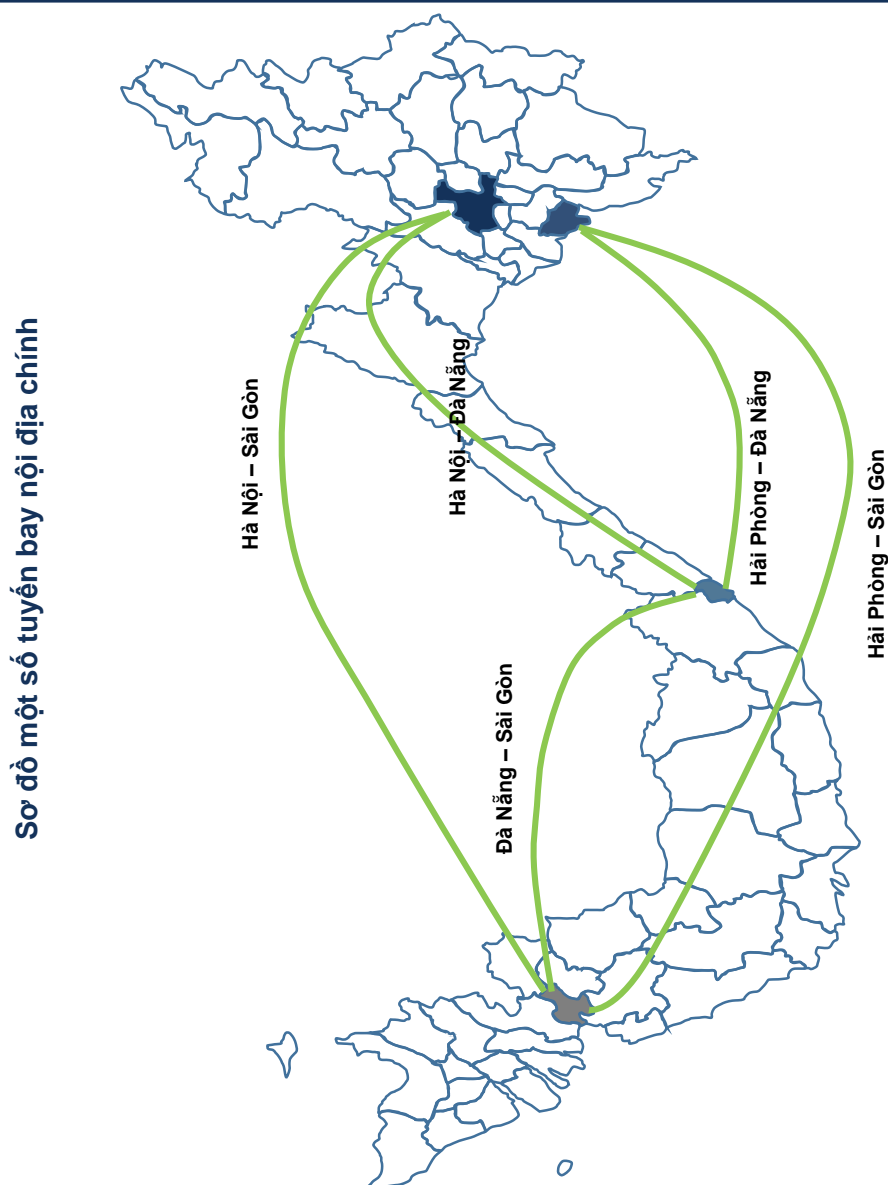 Sơ đồ một số tuyến bay nội địa chính
Hà Nội – Sài Gòn
Hà Nội – Đà Nẵng
Đà Nẵng – Sài Gòn
Hải Phòng – Đà Nẵng
Hải Phòng – Sài Gòn